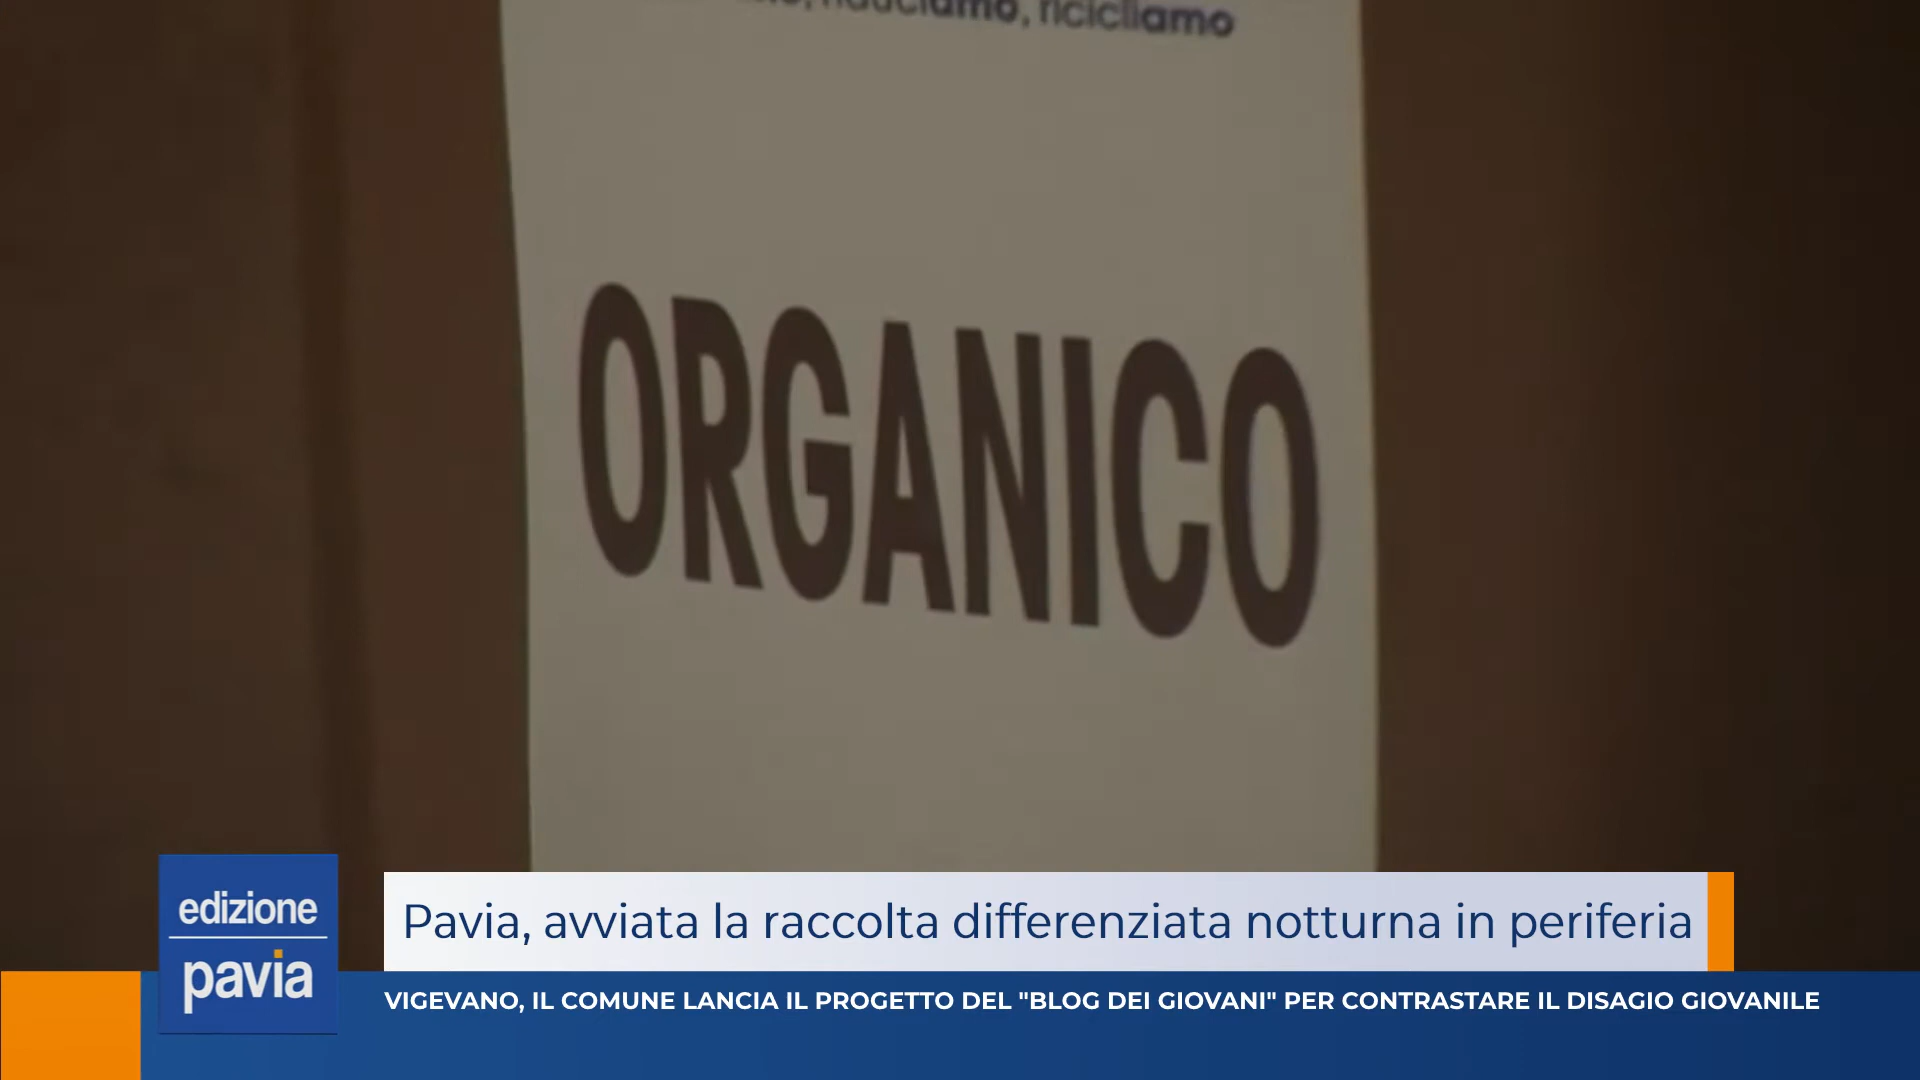 ricicliamo
ORGANICO
edizione
pavia
Pavia, avviata la raccolta differenziata notturna in periferia
VIGEVANO, IL COMUNE LANCIA IL PROGETTO DEL "BLOG DEI GIOVANI" PER CONTRASTARE IL DISAGIO GIOVANILE